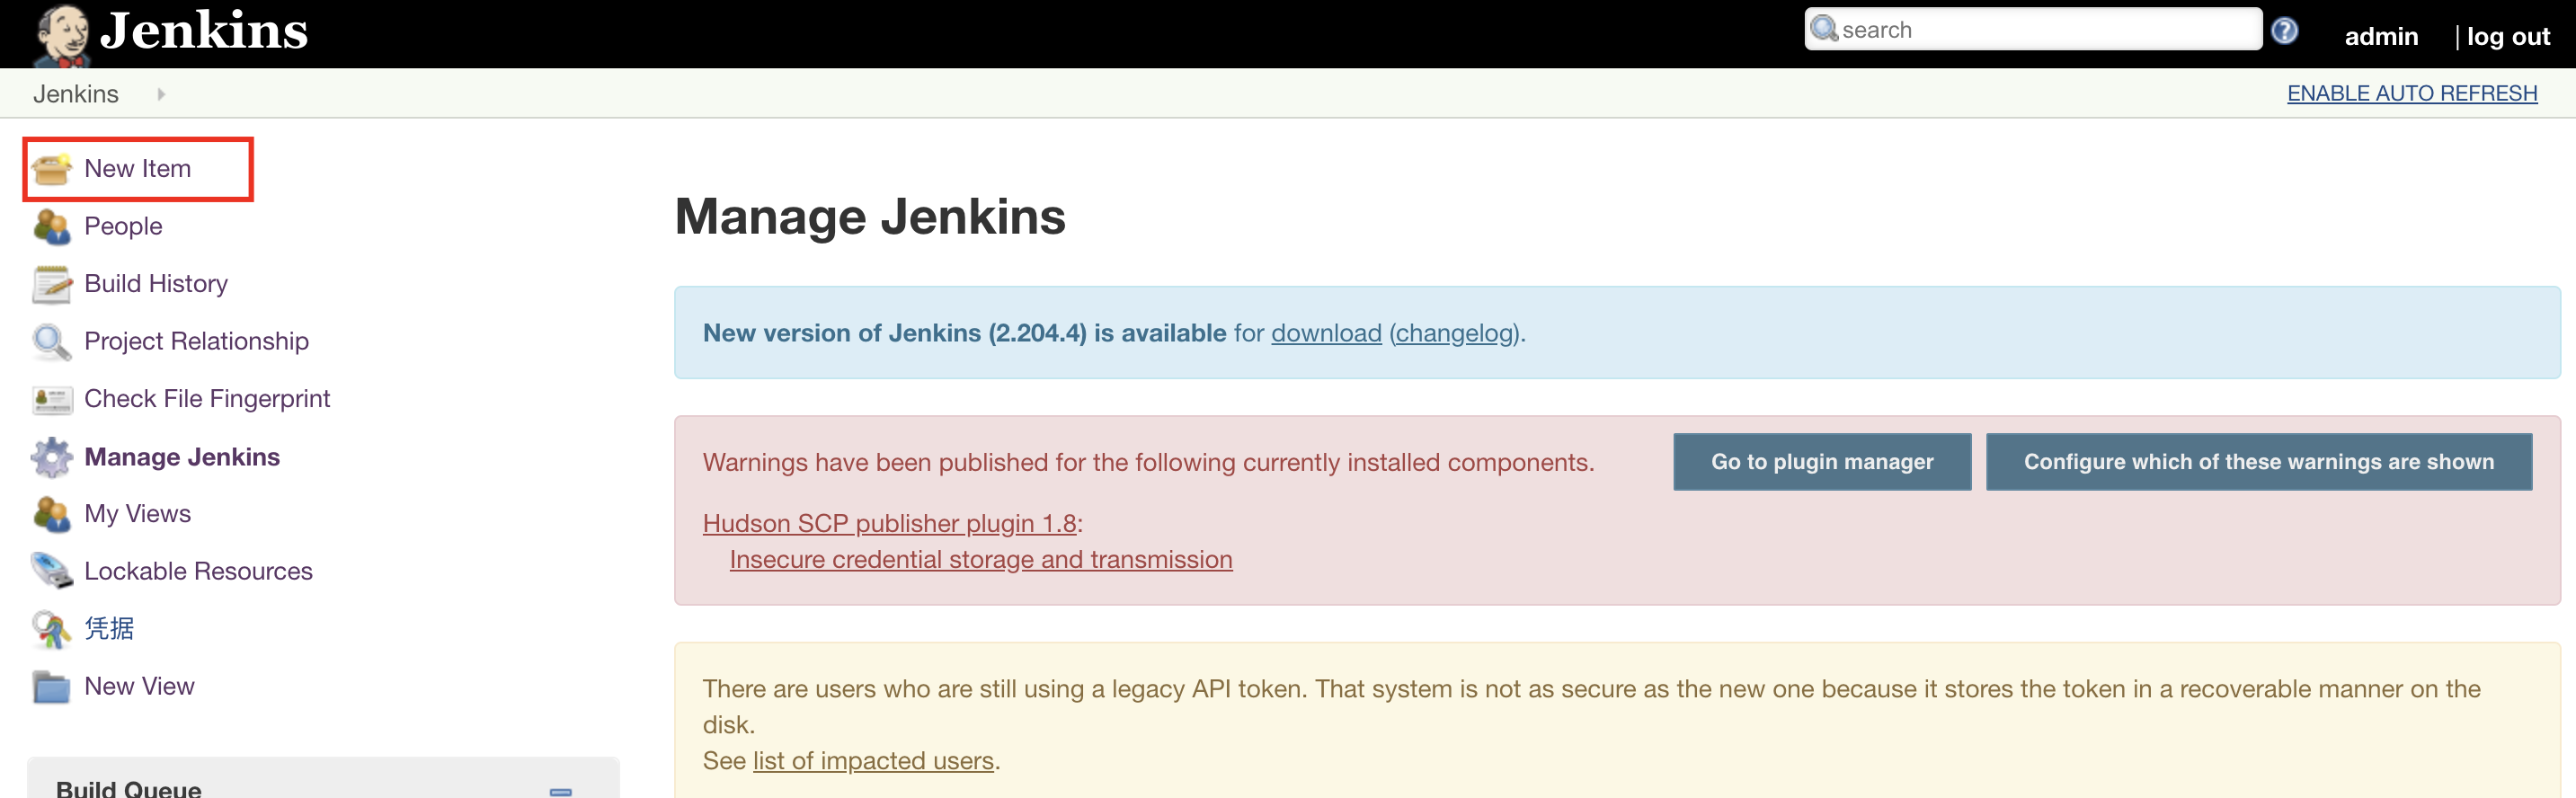 Jenkins
search
admin
| log out
Jenkins
ENABLE AUTO REFRESH
New Item
People
Build History
Project Relationship
Check File Fingerprint
Manage Jenkins
My Views
Lockable Resources
凭据
New View
Build Queue
Manage Jenkins
New version of Jenkins (2.204.4) is available for download (changelog).
Warnings have been published for the following currently installed components.
Go to plugin manager
Configure which of these warnings are shown
Hudson SCP publisher plugin 1.8:
Insecure credential storage and transmission
There are users who are still using a legacy API token. That system is not as secure as the new one because it stores the token in a recoverable manner on the
disk.
See list of impacted users.